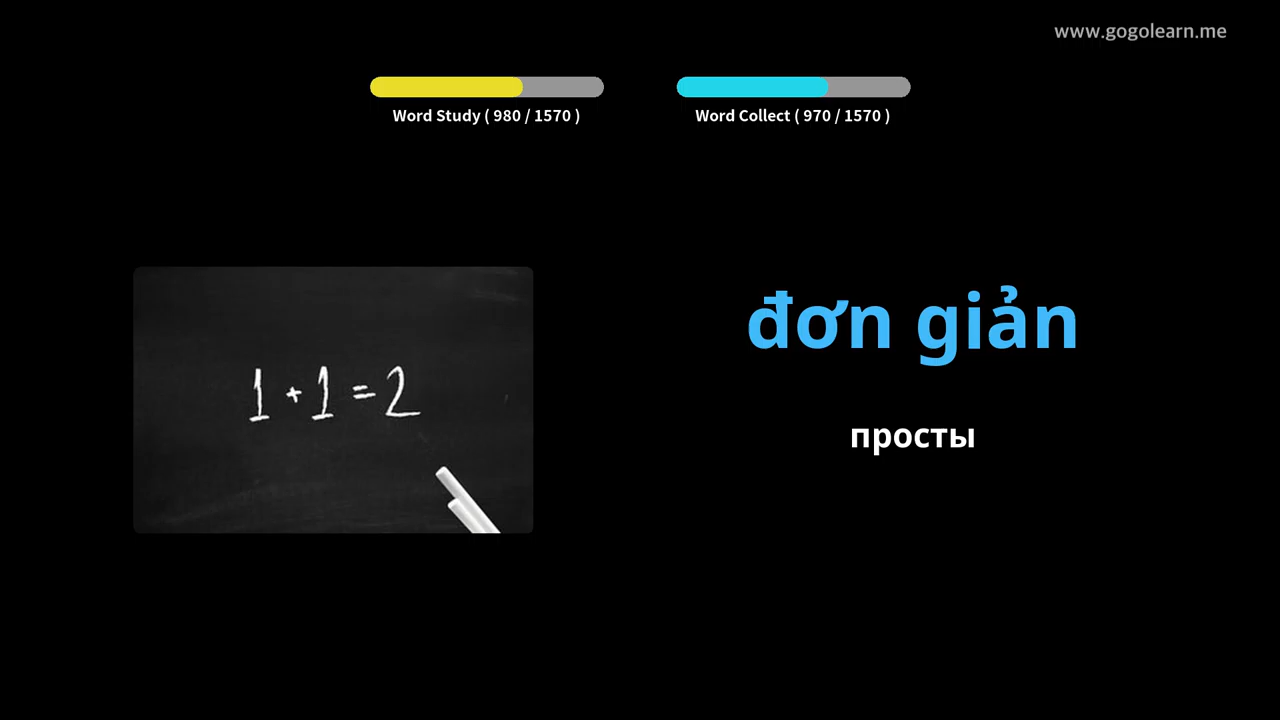 www.gogolearn.me
Word Study ( 980 / 1570 )
Word Collect ( 970 / 1570 )
1 + 1 = 2
đơn giản
просты